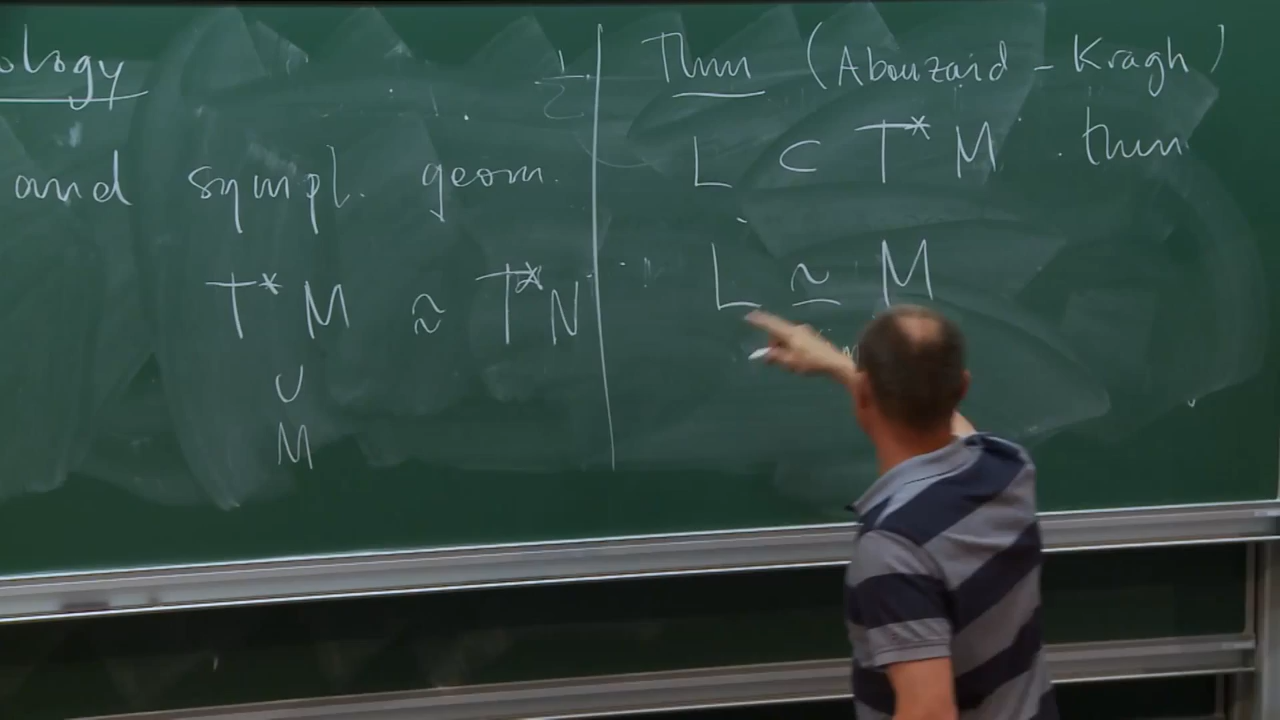 ology
and sympl. geom.
T* M ≈ T* N
∪
M
Thm (Abouzaid - Kragh)
L ⊂ T* M . then
L ≃ M